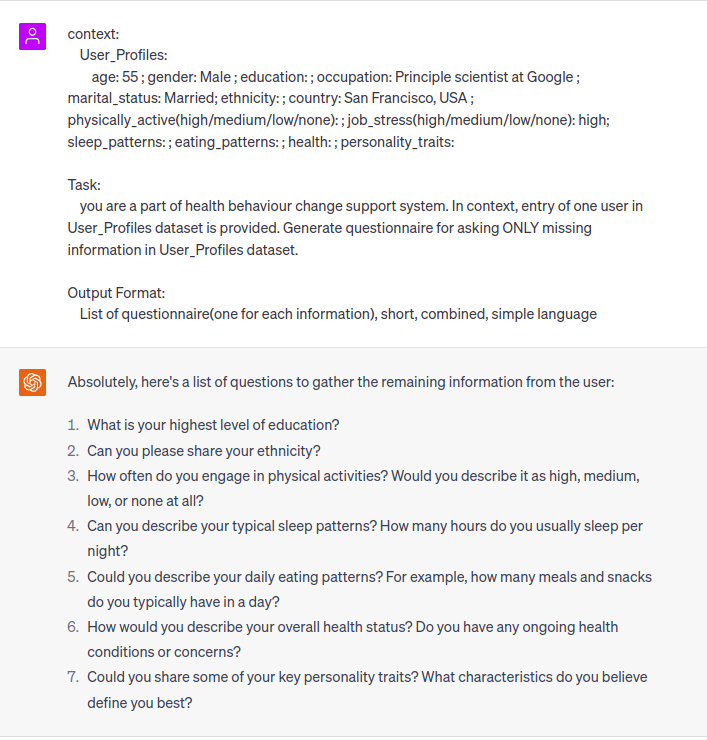 context:
User_Profiles:
age: 55 ; gender: Male ; education: ; occupation: Principle scientist at Google ;
marital_status: Married; ethnicity: ; country: San Francisco, USA ;
physically_active(high/medium/low/none): ; job_stress(high/medium/low/none): high;
sleep_patterns: ; eating_patterns: ; health: ; personality_traits:
Task:
you are a part of health behaviour change support system. In context, entry of one user in
User_Profiles dataset is provided. Generate questionnaire for asking ONLY missing
information in User_Profiles dataset.
Output Format:
List of questionnaire(one for each information), short, combined, simple language
Absolutely, here's a list of questions to gather the remaining information from the user:
1. What is your highest level of education?
2. Can you please share your ethnicity?
3. How often do you engage in physical activities? Would you describe it as high, medium,
low, or none at all?
4. Can you describe your typical sleep patterns? How many hours do you usually sleep per
night?
5. Could you describe your daily eating patterns? For example, how many meals and snacks
do you typically have in a day?
6. How would you describe your overall health status? Do you have any ongoing health
conditions or concerns?
7. Could you share some of your key personality traits? What characteristics do you believe
define you best?